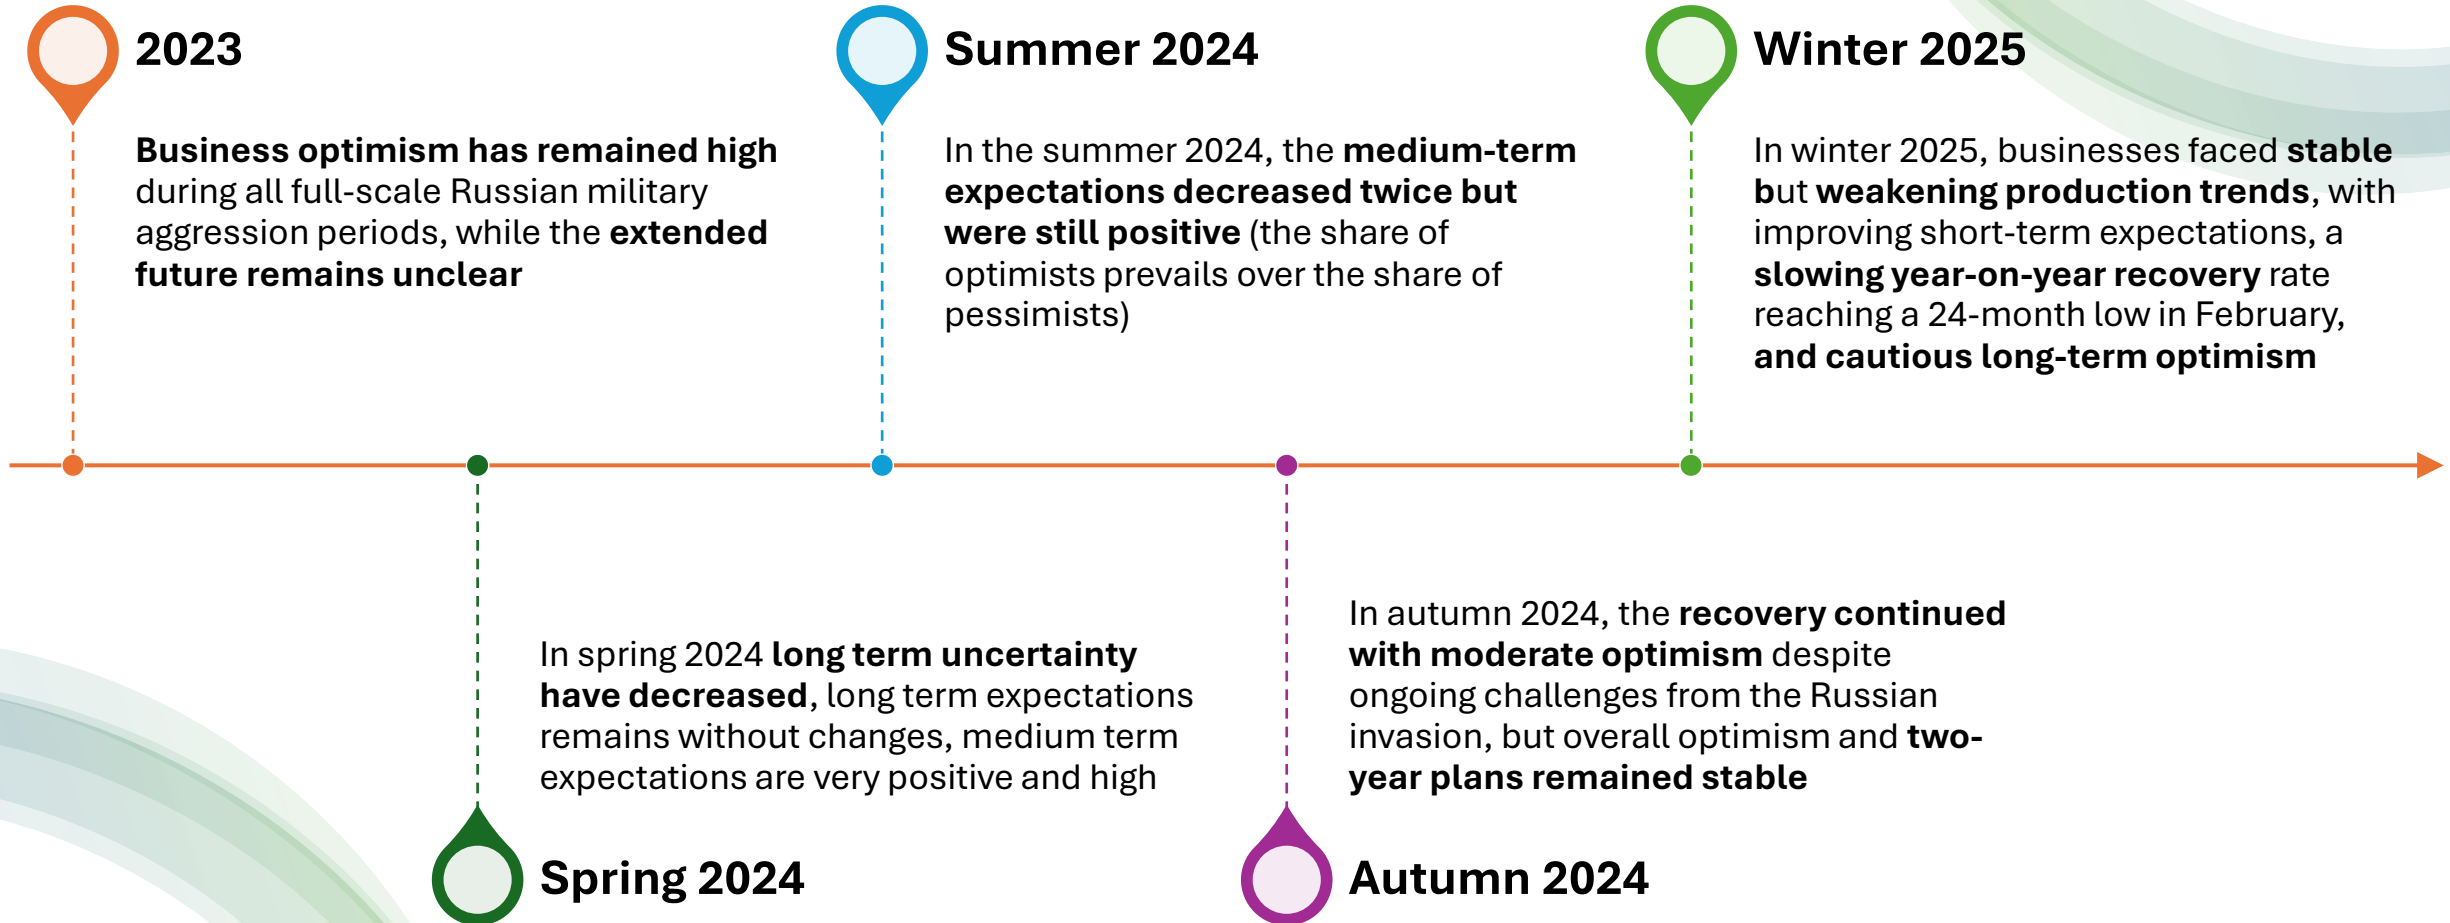 2023
Business optimism has remained high
during all full-scale Russian military
aggression periods, while the extended
future remains unclear
Spring 2024
In spring 2024 long term uncertainty
have decreased, long term expectations
remains without changes, medium term
expectations are very positive and high
Summer 2024
In the summer 2024, the medium-term
expectations decreased twice but
were still positive (the share of
optimists prevails over the share of
pessimists)
Autumn 2024
In autumn 2024, the recovery continued
with moderate optimism despite
ongoing challenges from the Russian
invasion, but overall optimism and two-
year plans remained stable
Winter 2025
In winter 2025, businesses faced stable
but weakening production trends, with
improving short-term expectations, a
slowing year-on-year recovery rate
reaching a 24-month low in February,
and cautious long-term optimism